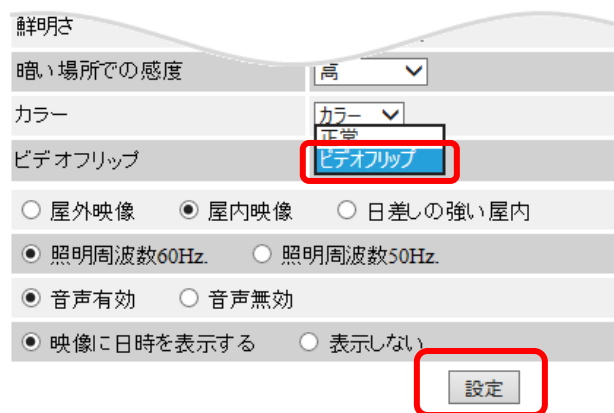 鮮明さ
暗い場所での感度 高
カラー カラー
正常
ビデオフリップ ビデオフリップ
屋外映像 屋内映像 日差しの強い屋内
照明周波数60Hz. 照明周波数50Hz.
音声有効 音声無効
映像に日時を表示する 表示しない
設定